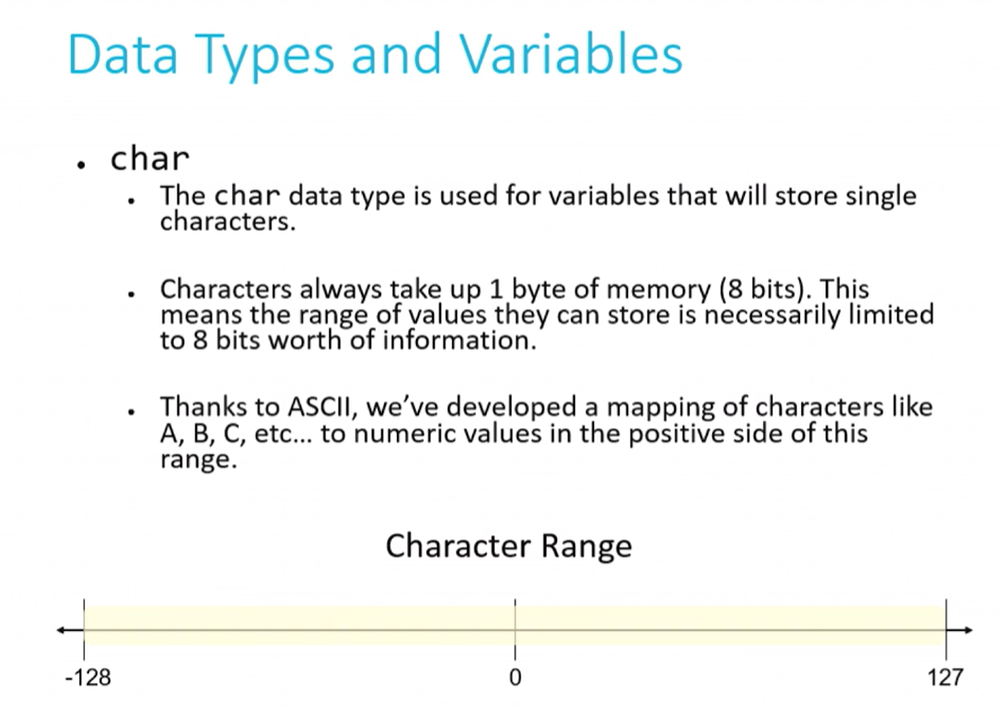 Data Types and Variables
• char
• The char data type is used for variables that will store single
characters.
• Characters always take up 1 byte of memory (8 bits). This
means the range of values they can store is necessarily limited
to 8 bits worth of information.
• Thanks to ASCII, we’ve developed a mapping of characters like
A, B, C, etc... to numeric values in the positive side of this
range.
Character Range
-128 0 127